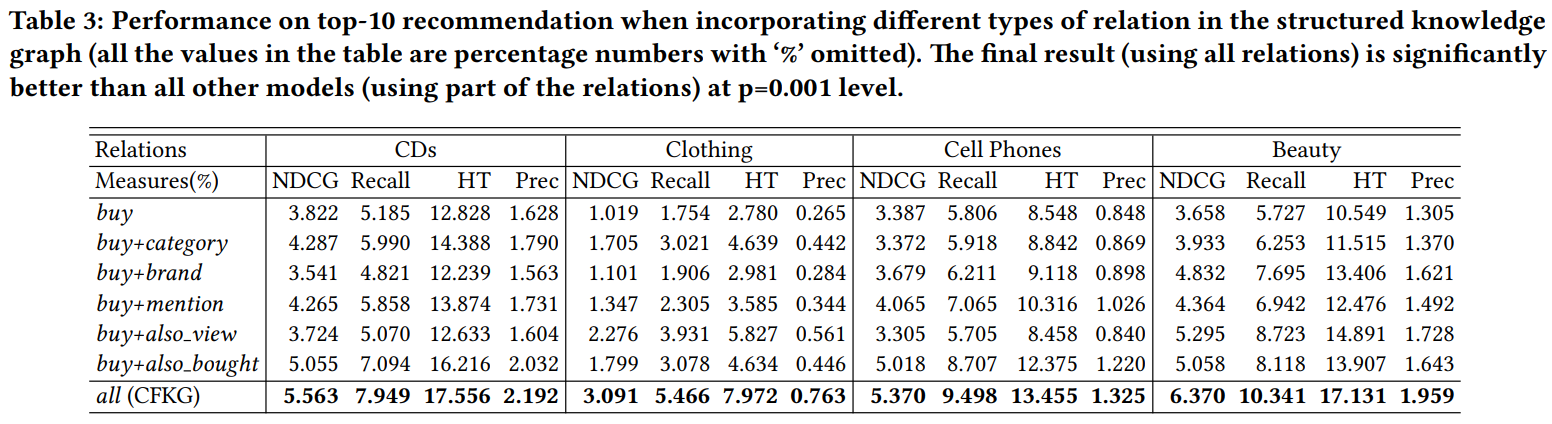 Table 3: Performance on top-10 recommendation when incorporating different types of relation in the structured knowledge
graph (all the values in the table are percentage numbers with ‘%’ omitted). The final result (using all relations) is significantly
better than all other models (using part of the relations) at p=0.001 level.
Relations CDs Clothing Cell Phones Beauty
Measures(%) NDCG Recall HT Prec NDCG Recall HT Prec NDCG Recall HT Prec NDCG Recall HT Prec
buy 3.822 5.185 12.828 1.628 1.019 1.754 2.780 0.265 3.387 5.806 8.548 0.848 3.658 5.727 10.549 1.305
buy+category 4.287 5.990 14.388 1.790 1.705 3.021 4.639 0.442 3.372 5.918 8.842 0.869 3.933 6.253 11.515 1.370
buy+brand 3.541 4.821 12.239 1.563 1.101 1.906 2.981 0.284 3.679 6.211 9.118 0.898 4.832 7.695 13.406 1.621
buy+mention 4.265 5.858 13.874 1.731 1.347 2.305 3.585 0.344 4.065 7.065 10.316 1.026 4.364 6.942 12.476 1.492
buy+also_view 3.724 5.070 12.633 1.604 2.276 3.931 5.827 0.561 3.305 5.705 8.458 0.840 5.295 8.723 14.891 1.728
buy+also_bought 5.055 7.094 16.216 2.032 1.799 3.078 4.634 0.446 5.018 8.707 12.375 1.220 5.058 8.118 13.907 1.643
all (CFKG) 5.563 7.949 17.556 2.192 3.091 5.466 7.972 0.763 5.370 9.498 13.455 1.325 6.370 10.341 17.131 1.959